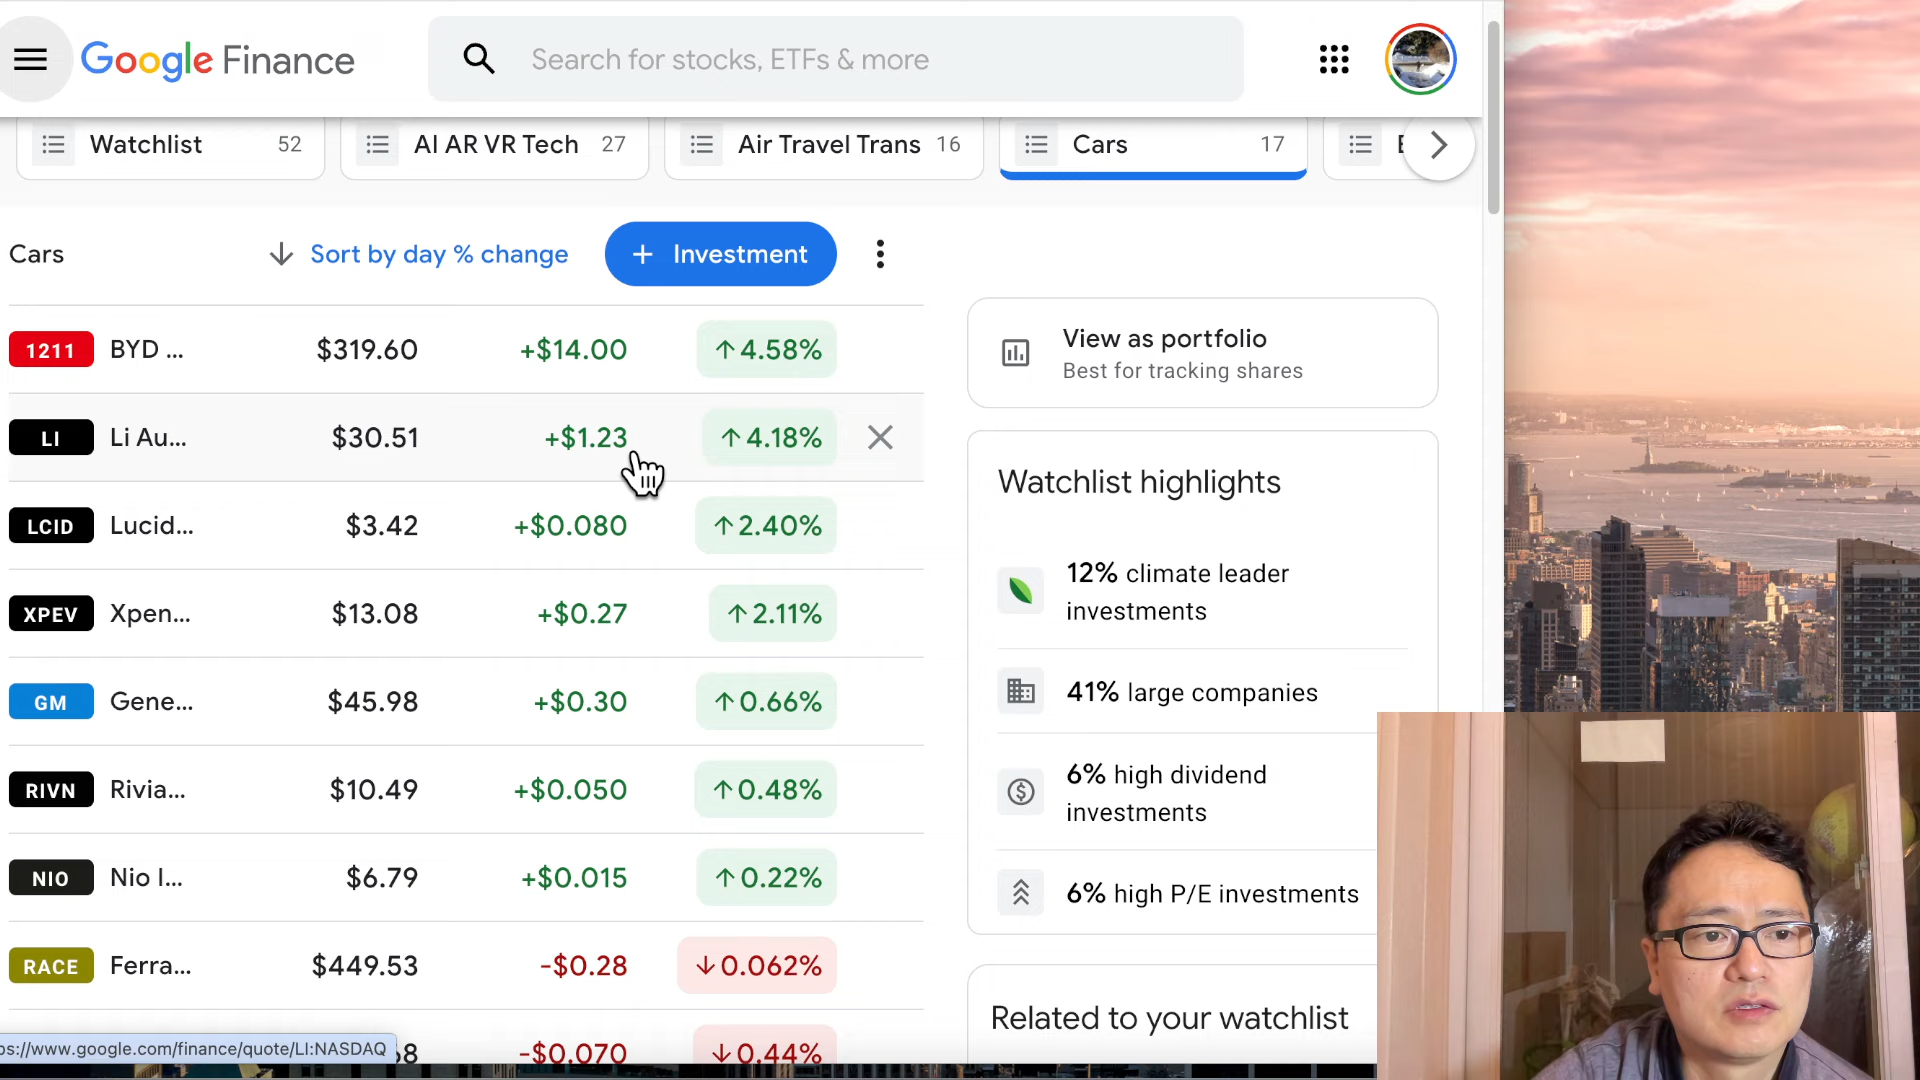 Google Finance
Search for stocks, ETFs & more
Watchlist 52
AI AR VR Tech 27
Air Travel Trans 16
Cars 17
Cars
Sort by day % change
+ Investment
1211 BYD ... $319.60 +$14.00 ↑4.58%
LI Li Au... $30.51 +$1.23 ↑4.18%
LCID Lucid... $3.42 +$0.080 ↑2.40%
XPEV Xpen... $13.08 +$0.27 ↑2.11%
GM Gene... $45.98 +$0.30 ↑0.66%
RIVN Rivia... $10.49 +$0.050 ↑0.48%
NIO Nio I... $6.79 +$0.015 ↑0.22%
RACE Ferra... $449.53 -$0.28 ↓0.062%
-$0.070 ↓0.44%
ps://www.google.com/finance/quote/LI:NASDAQ
View as portfolio
Best for tracking shares
Watchlist highlights
12% climate leader
investments
41% large companies
6% high dividend
investments
6% high P/E investments
Related to your watchlist